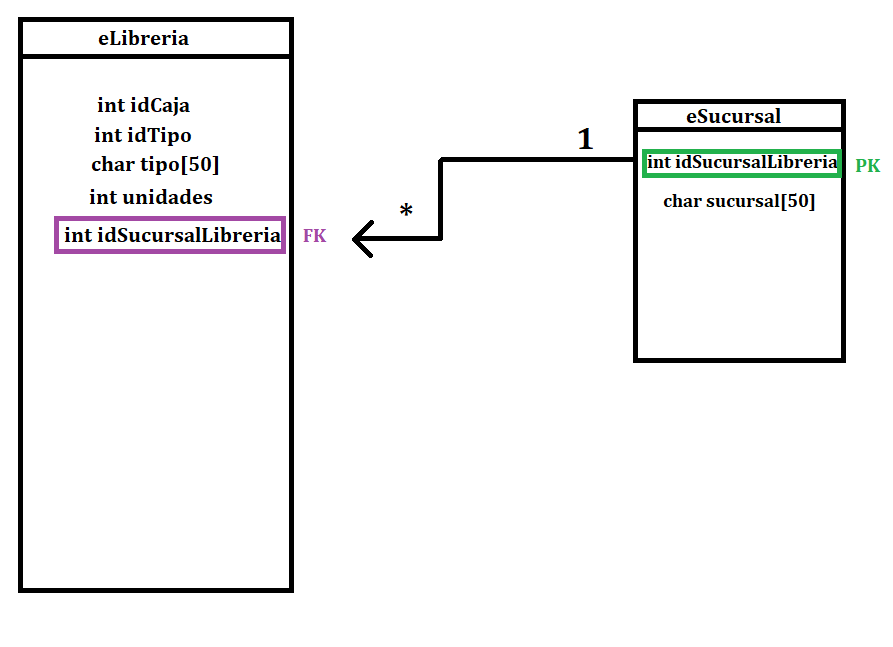 eLibreria
int idCaja
int idTipo
char tipo[50]
int unidades
int idSucursalLibreria
FK
*
1
eSucursal
int idSucursalLibreria
PK
char sucursal[50]